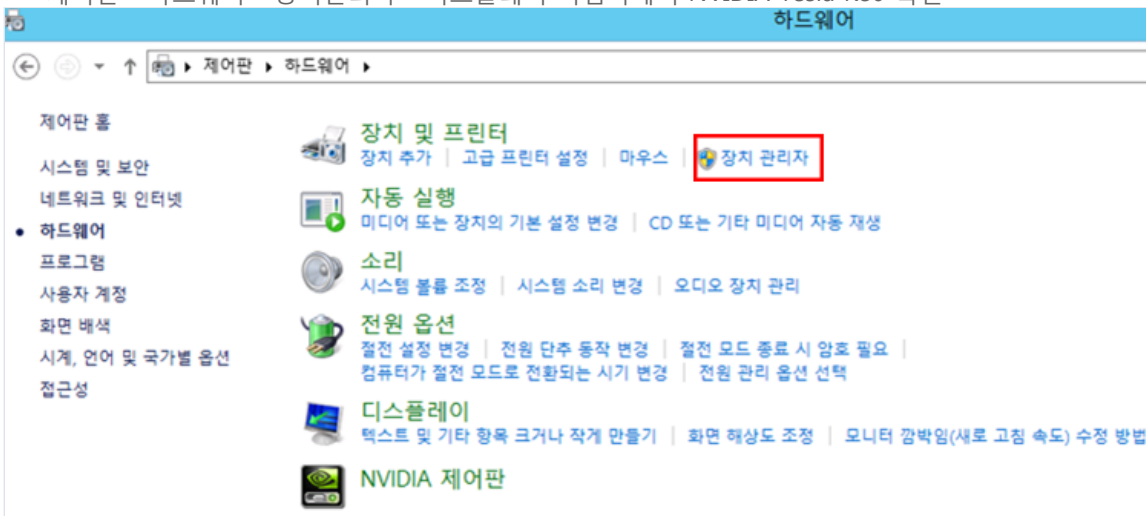 하드웨어
제어판 ▸ 하드웨어 ▸
제어판 홈
시스템 및 보안
네트워크 및 인터넷
하드웨어
프로그램
사용자 계정
화면 배색
시계, 언어 및 국가별 옵션
접근성
장치 및 프린터
장치 추가 | 고급 프린터 설정 | 마우스 | 장치 관리자
자동 실행
미디어 또는 장치의 기본 설정 변경 | CD 또는 기타 미디어 자동 재생
소리
시스템 볼륨 조정 | 시스템 소리 변경 | 오디오 장치 관리
전원 옵션
절전 설정 변경 | 전원 단추 동작 변경 | 절전 모드 종료 시 암호 필요 |
컴퓨터가 절전 모드로 전환되는 시기 변경 | 전원 관리 옵션 선택
디스플레이
텍스트 및 기타 항목 크거나 작게 만들기 | 화면 해상도 조정 | 모니터 깜박임(새로 고침 속도) 수정 방법
NVIDIA 제어판